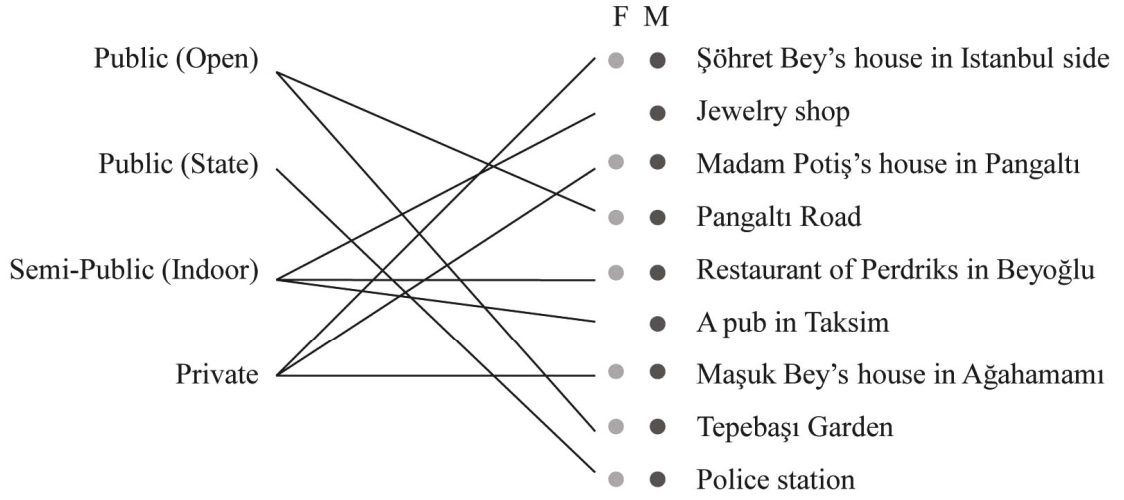 F M
Public (Open)
Public (State)
Semi-Public (Indoor)
Private
Şöhret Bey’s house in Istanbul side
Jewelry shop
Madam Potiş’s house in Pangaltı
Pangaltı Road
Restaurant of Perdriks in Beyoğlu
A pub in Taksim
Maşuk Bey’s house in Ağahamamı
Tepebaşı Garden
Police station